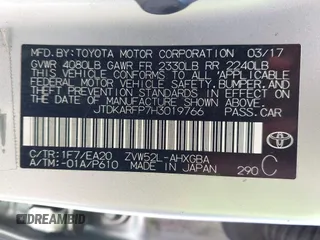 MFD. BY: TOYOTA MOTOR CORPORATION 03/17
GVWR 4080LB GAWR FR 2330LB RR 2240LB
THIS VEHICLE CONFORMS TO ALL APPLICABLE
FEDERAL MOTOR VEHICLE SAFETY, BUMPER, AND
THEFT PREVENTION STANDARDS IN EFFECT ON
THE DATE OF MANUFACTURE SHOWN ABOVE.
JTDKARFP7H3019766 PASS.CAR
C/TR: 1F7/EA20 ZVW52L-AHXGBA
A/TM: -01A/P610 MADE IN JAPAN 290 C
TOYOTA
DREAMBID